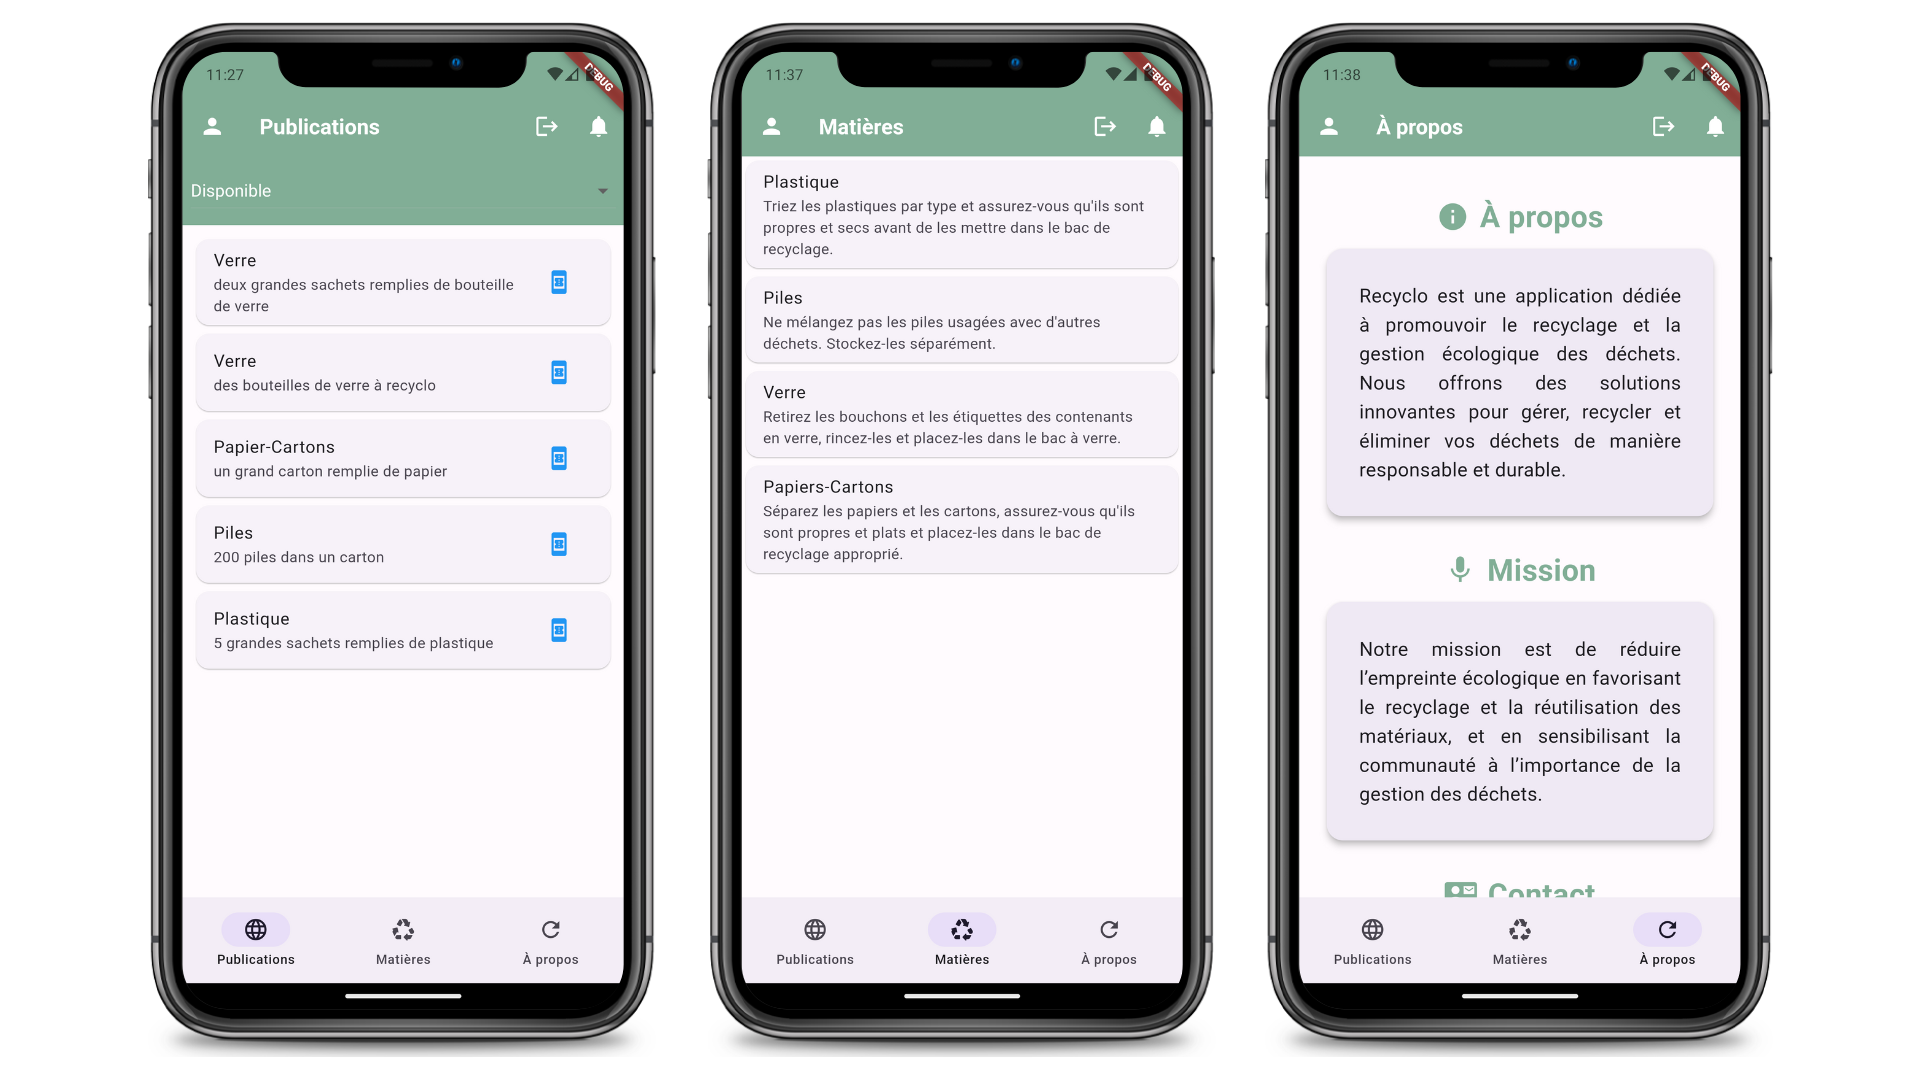 11:27
DEBUG
Publications
Disponible
Verre
deux grandes sachets remplies de bouteille
de verre
Verre
des bouteilles de verre à recyclo
Papier-Cartons
un grand carton remplie de papier
Piles
200 piles dans un carton
Plastique
5 grandes sachets remplies de plastique
Publications
Matières
À propos
11:37
DEBUG
Matières
Plastique
Triez les plastiques par type et assurez-vous qu'ils sont
propres et secs avant de les mettre dans le bac de
recyclage.
Piles
Ne mélangez pas les piles usagées avec d'autres
déchets. Stockez-les séparément.
Verre
Retirez les bouchons et les étiquettes des contenants
en verre, rincez-les et placez-les dans le bac à verre.
Papiers-Cartons
Séparez les papiers et les cartons, assurez-vous qu'ils
sont propres et plats et placez-les dans le bac de
recyclage approprié.
Publications
Matières
À propos
11:38
DEBUG
À propos
À propos
Recyclo est une application dédiée
à promouvoir le recyclage et la
gestion écologique des déchets.
Nous offrons des solutions
innovantes pour gérer, recycler et
éliminer vos déchets de manière
responsable et durable.
Mission
Notre mission est de réduire
l’empreinte écologique en favorisant
le recyclage et la réutilisation des
matériaux, et en sensibilisant la
communauté à l’importance de la
gestion des déchets.
Contact
Publications
Matières
À propos